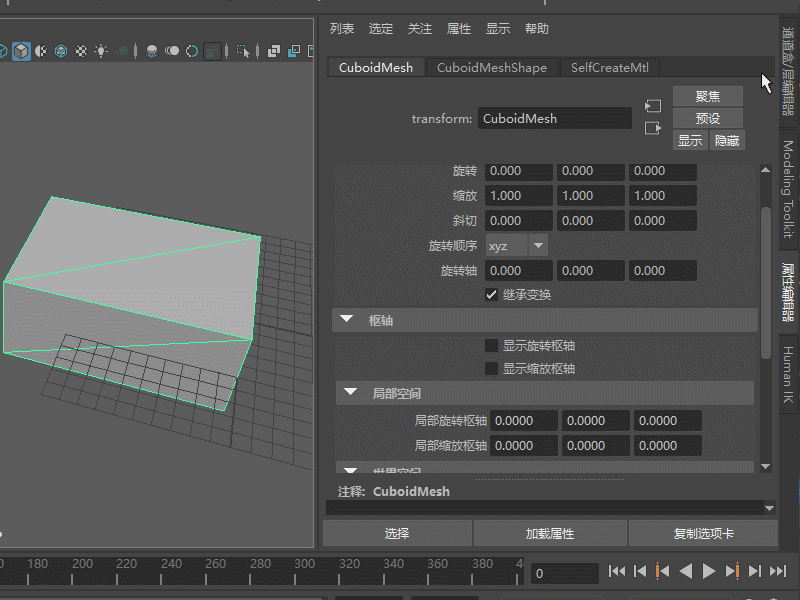 列表 选定 关注 属性 显示 帮助
CuboidMesh CuboidMeshShape SelfCreateMtl
聚焦
transform: CuboidMesh 预设
显示 隐藏
旋转 0.000 0.000 0.000
缩放 1.000 1.000 1.000
斜切 0.000 0.000 0.000
旋转顺序 xyz
旋转轴 0.000 0.000 0.000
继承变换
枢轴
显示旋转枢轴
显示缩放枢轴
局部空间
局部旋转枢轴 0.0000 0.0000 0.0000
局部缩放枢轴 0.0000 0.0000 0.0000
世界空间
注释: CuboidMesh
选择 加载属性 复制选项卡
通道盒/层编辑器
Modeling Toolkit
属性编辑器
Human IK
180 200 220 240 260 280 300 320 340 360 380
0